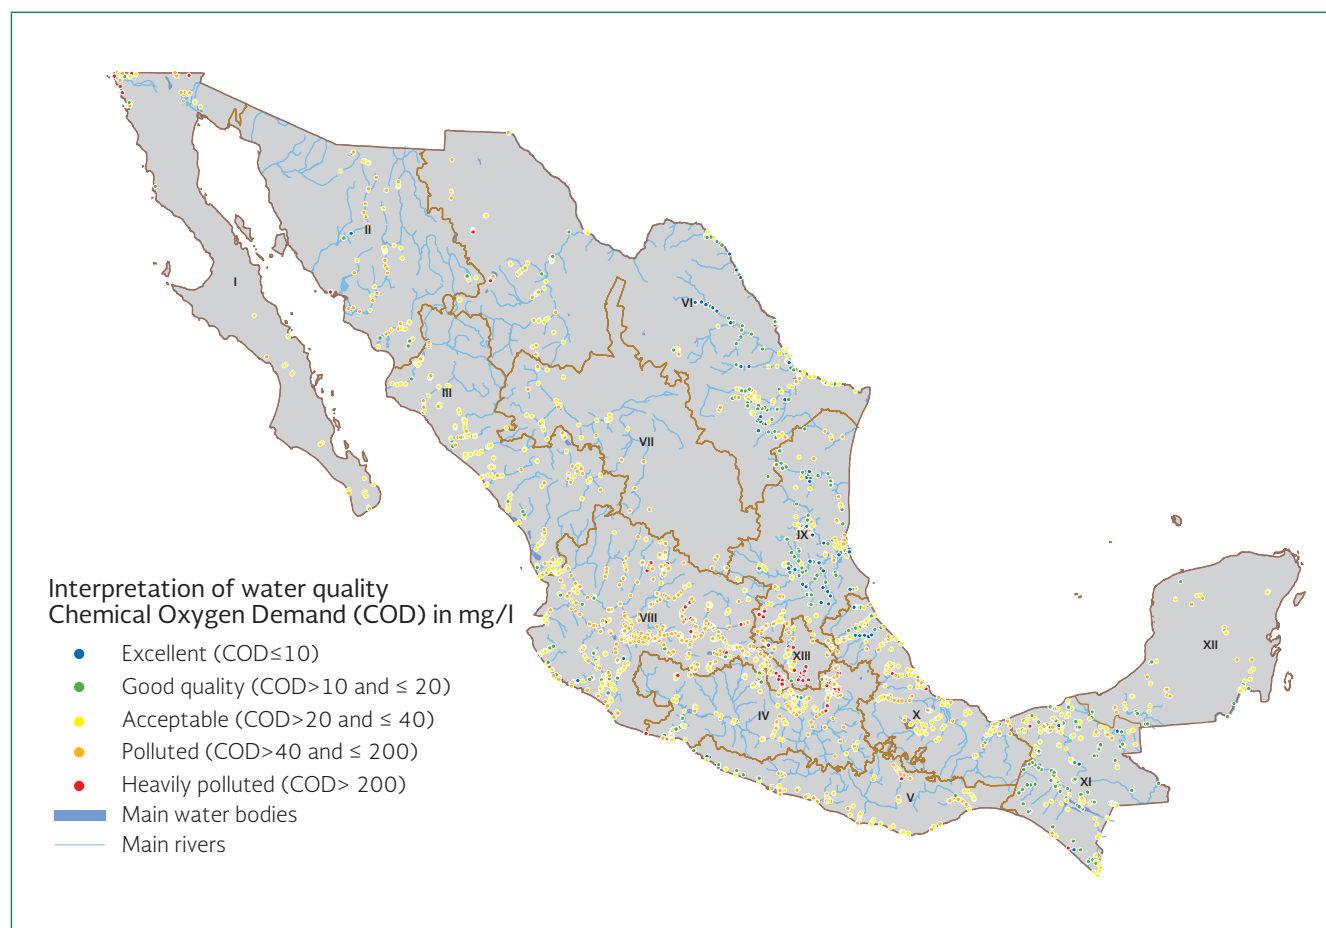 I
II
VI
III
VII
IX
VIII
XIII
XII
IV
X
XI
V
Interpretation of water quality
Chemical Oxygen Demand (COD) in mg/l
Excellent (COD≤10)
Good quality (COD>10 and ≤ 20)
Acceptable (COD>20 and ≤ 40)
Polluted (COD>40 and ≤ 200)
Heavily polluted (COD> 200)
Main water bodies
Main rivers